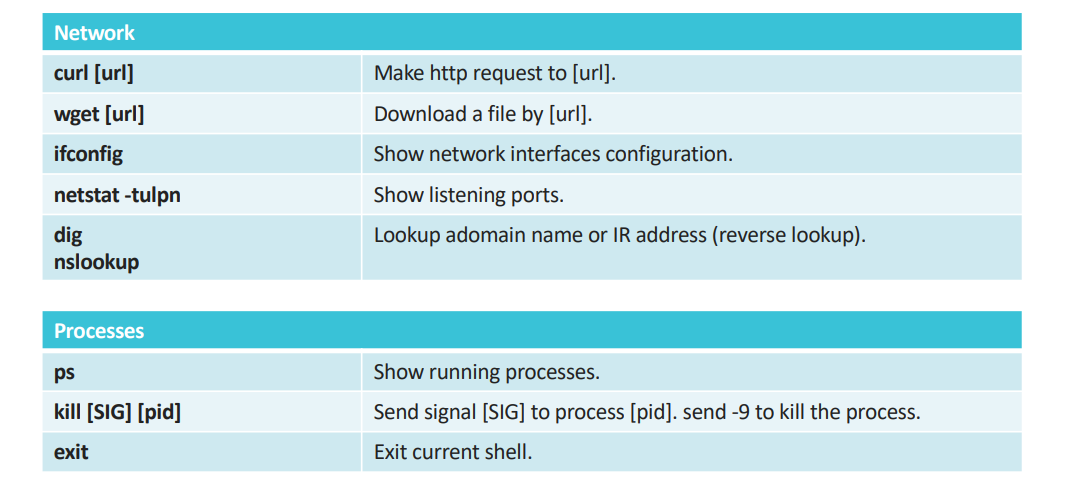 Network
curl [url] Make http request to [url].
wget [url] Download a file by [url].
ifconfig Show network interfaces configuration.
netstat -tulpn Show listening ports.
dig Lookup adomain name or IR address (reverse lookup).
nslookup
Processes
ps Show running processes.
kill [SIG] [pid] Send signal [SIG] to process [pid]. send -9 to kill the process.
exit Exit current shell.